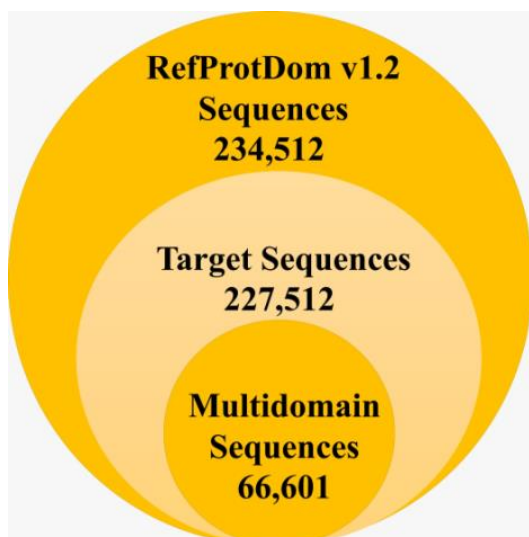 RefProtDom v1.2
Sequences
234,512
Target Sequences
227,512
Multidomain
Sequences
66,601